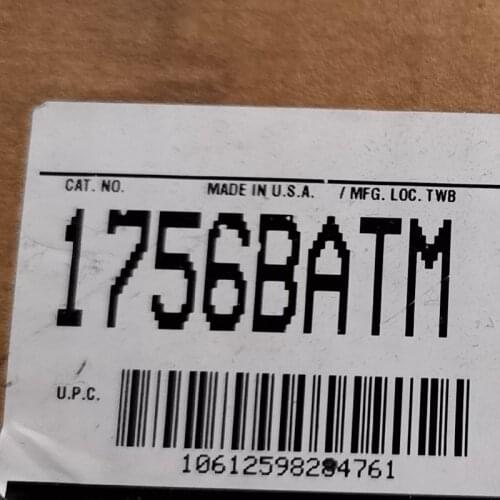 CAT. NO. MADE IN U.S.A. / MFG. LOC. TWB
1756BATM
U.P.C.
10612598284761